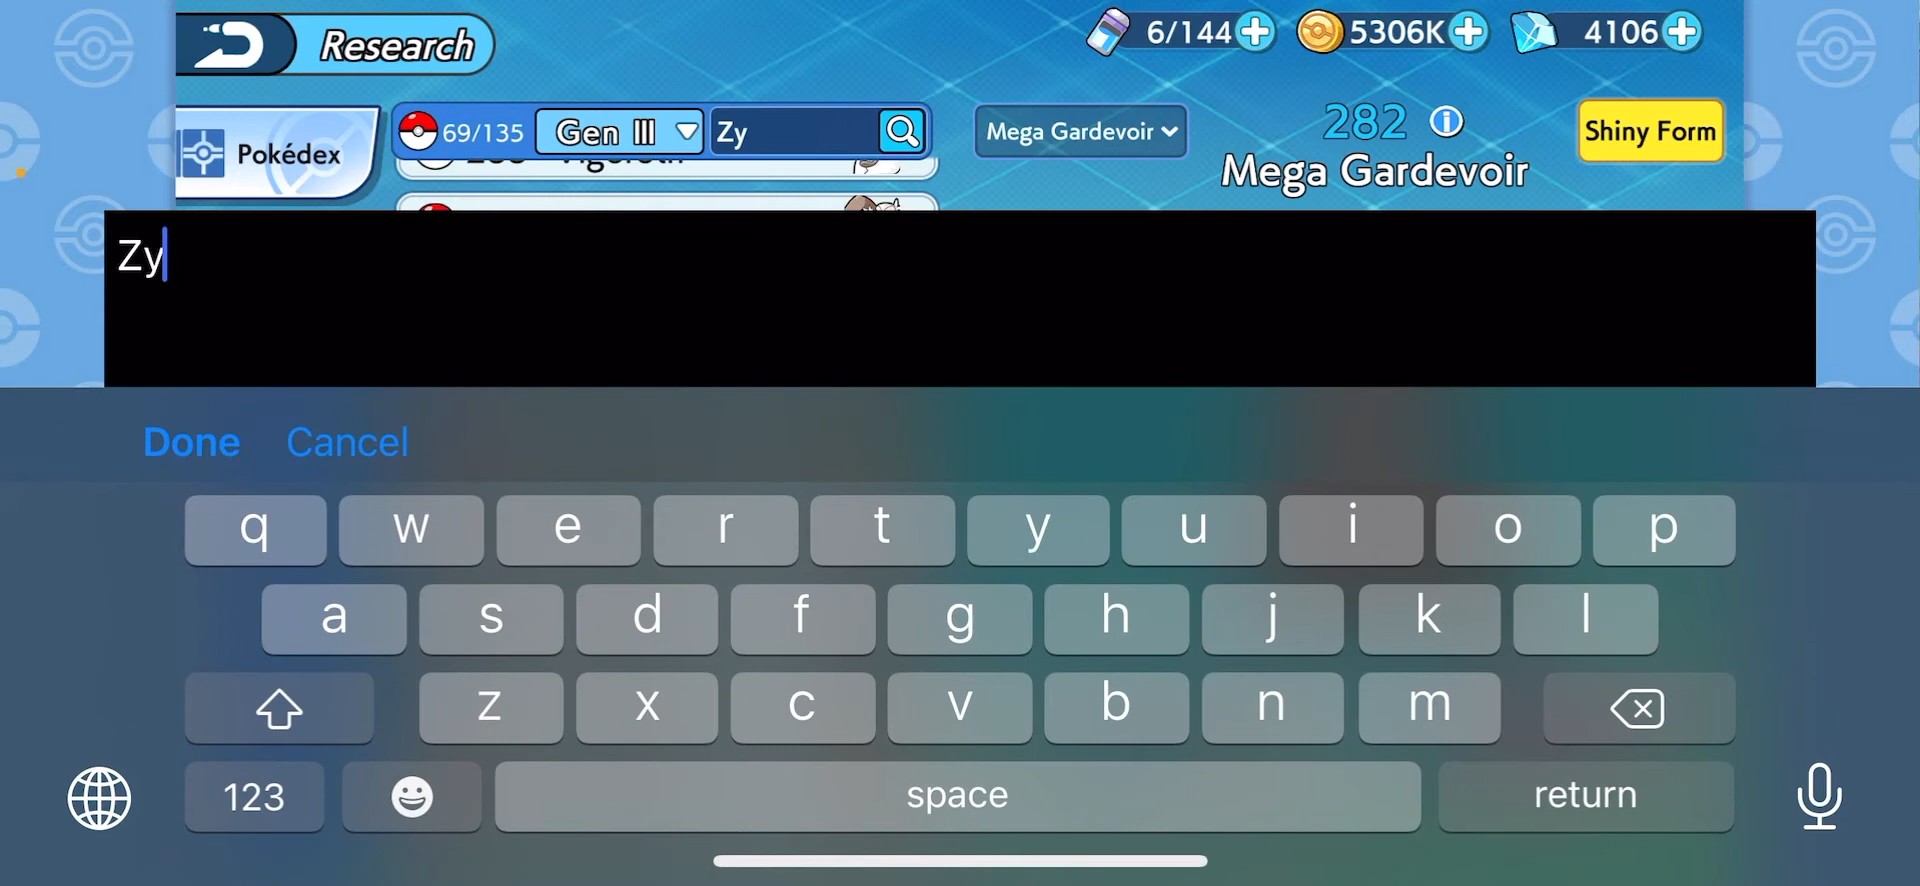 Research
6/144
5306K
4106
Pokédex
69/135
Gen III
Zy
Mega Gardevoir
282
Mega Gardevoir
Shiny Form
Vigoroth
Zy
Done Cancel
q w e r t y u i o p
a s d f g h j k l
z x c v b n m
123
space
return